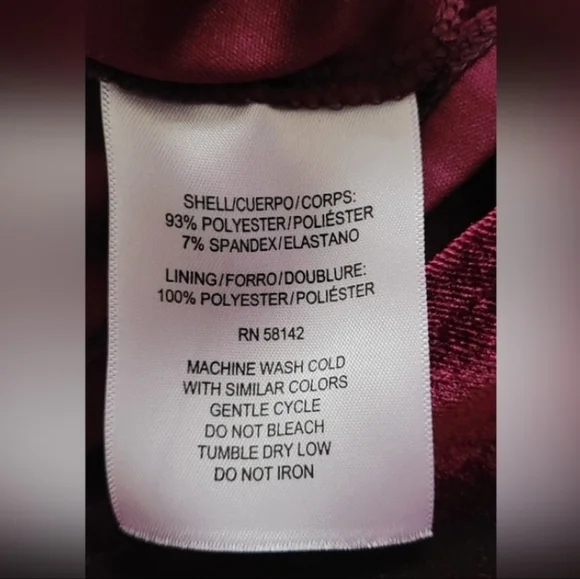 SHELL/CUERPO/CORPS:
93% POLYESTER/POLIÉSTER
7% SPANDEX/ELASTANO
LINING/FORRO/DOUBLURE:
100% POLYESTER/POLIÉSTER
RN 58142
MACHINE WASH COLD
WITH SIMILAR COLORS
GENTLE CYCLE
DO NOT BLEACH
TUMBLE DRY LOW
DO NOT IRON